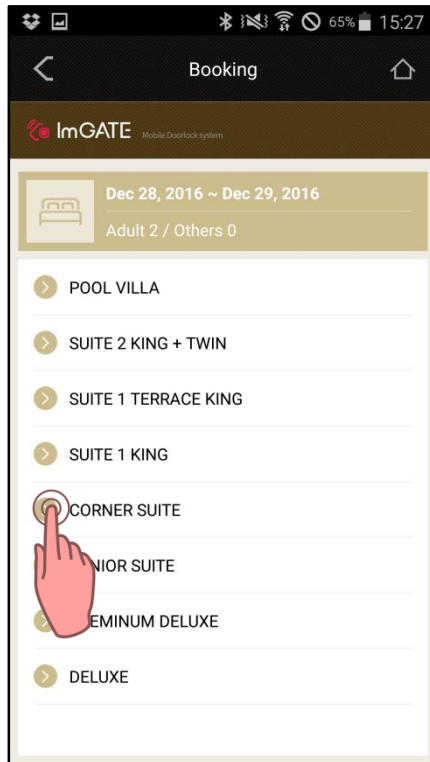 65% 15:27
Booking
ImGATE Mobile Doorlock system
Dec 28, 2016 ~ Dec 29, 2016
Adult 2 / Others 0
POOL VILLA
SUITE 2 KING + TWIN
SUITE 1 TERRACE KING
SUITE 1 KING
CORNER SUITE
NIOR SUITE
EMINUM DELUXE
DELUXE